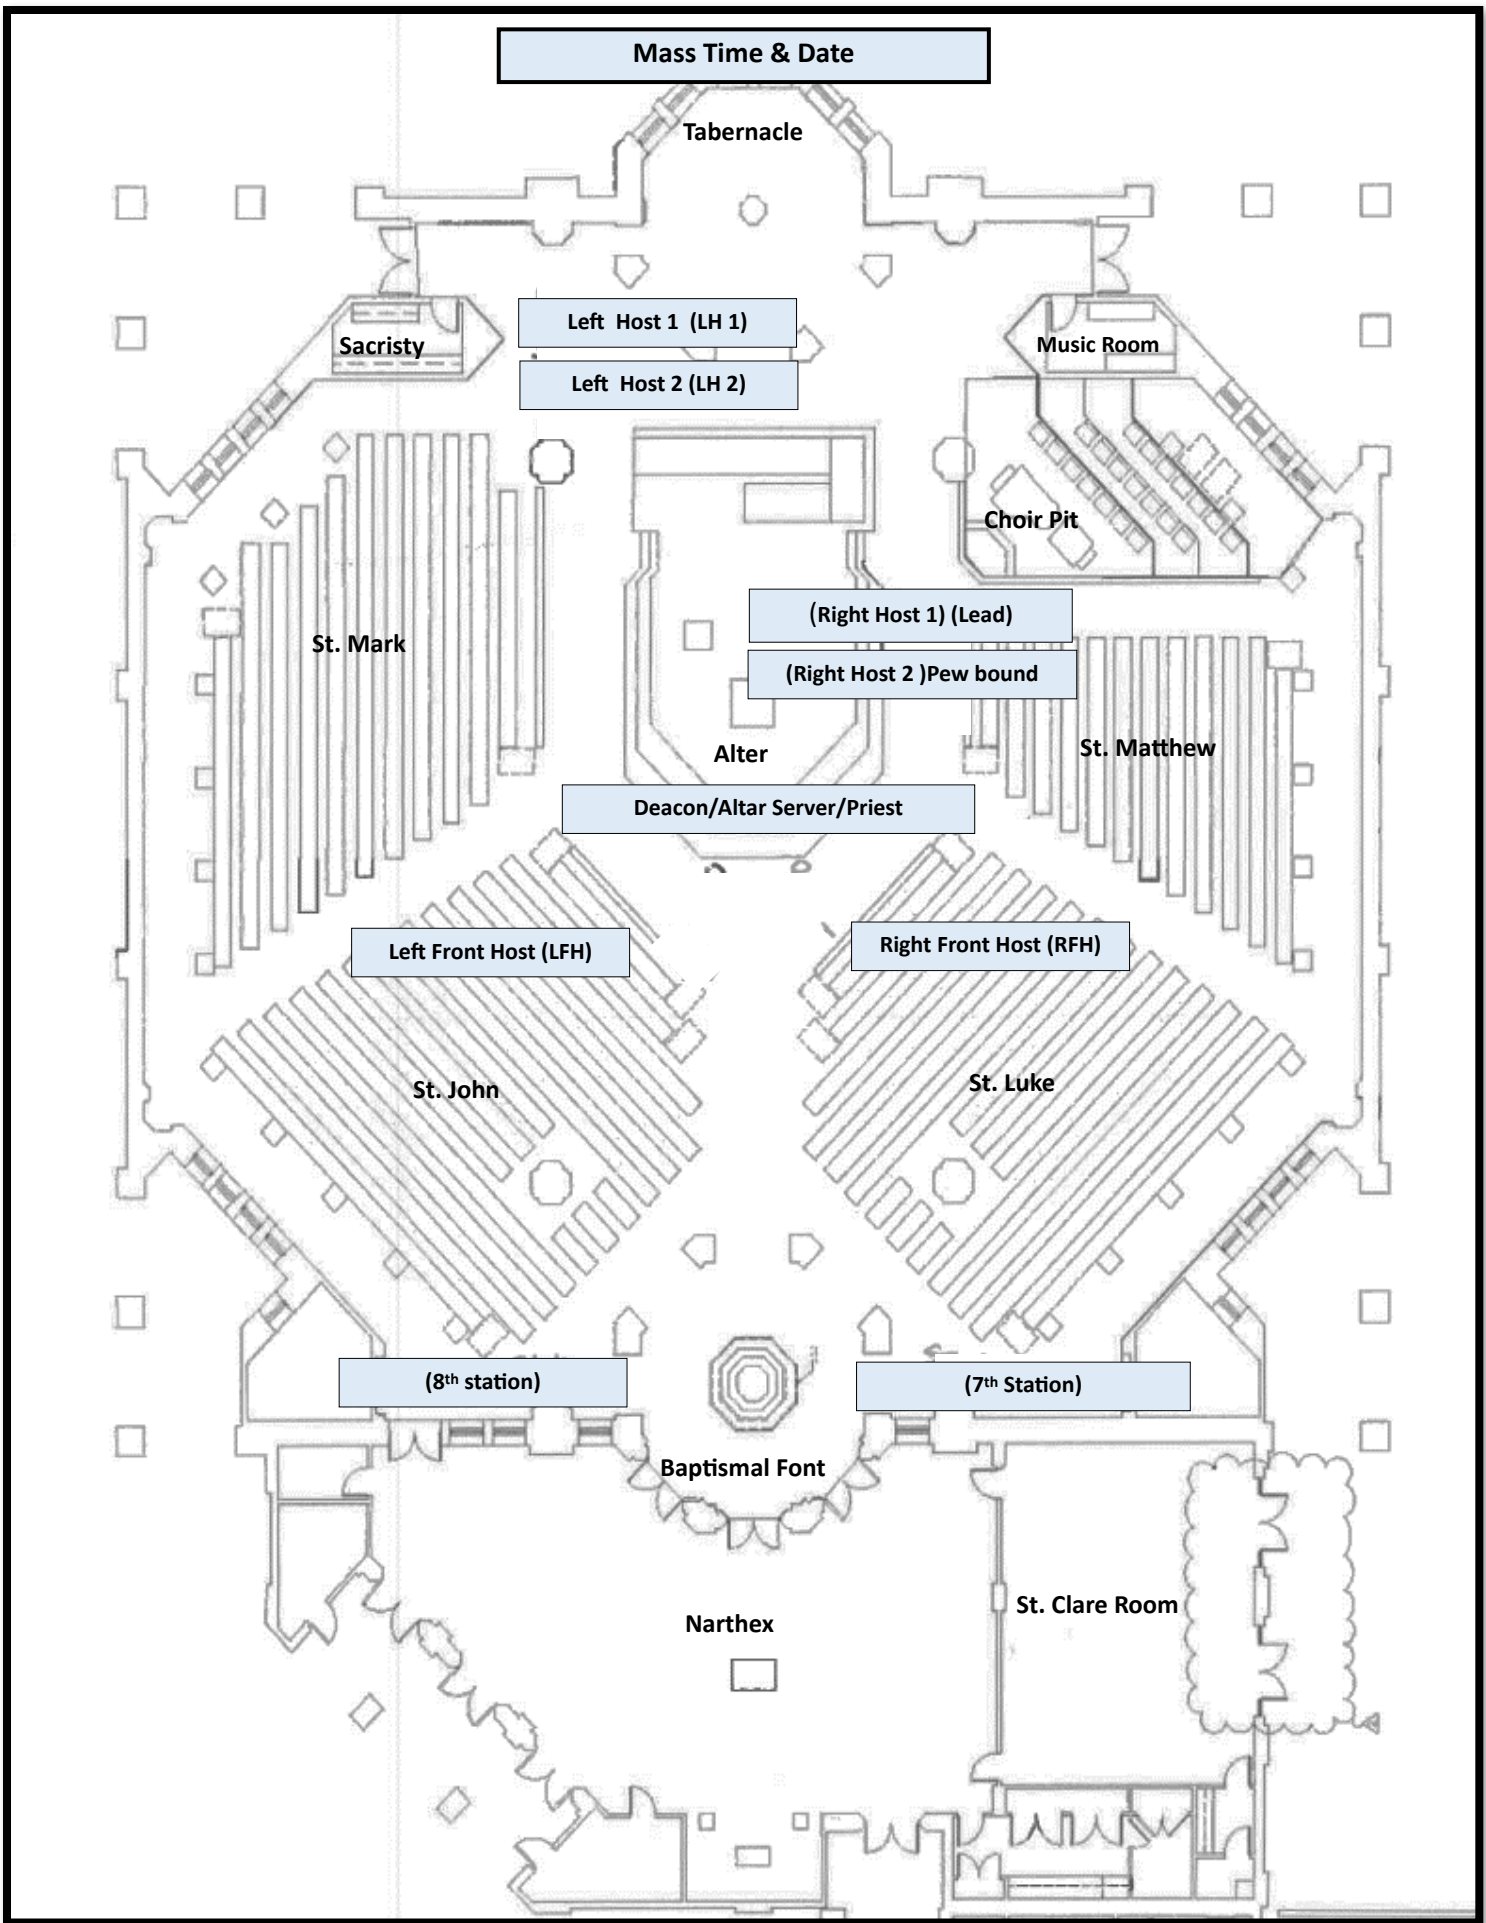 Mass Time & Date
Tabernacle
Left Host 1 (LH 1)
Sacristy
Music Room
Left Host 2 (LH 2)
Choir Pit
(Right Host 1) (Lead)
St. Mark
(Right Host 2 )Pew bound
St. Matthew
Alter
Deacon/Altar Server/Priest
Left Front Host (LFH)
Right Front Host (RFH)
St. John
St. Luke
(8th station)
(7th Station)
Baptismal Font
St. Clare Room
Narthex